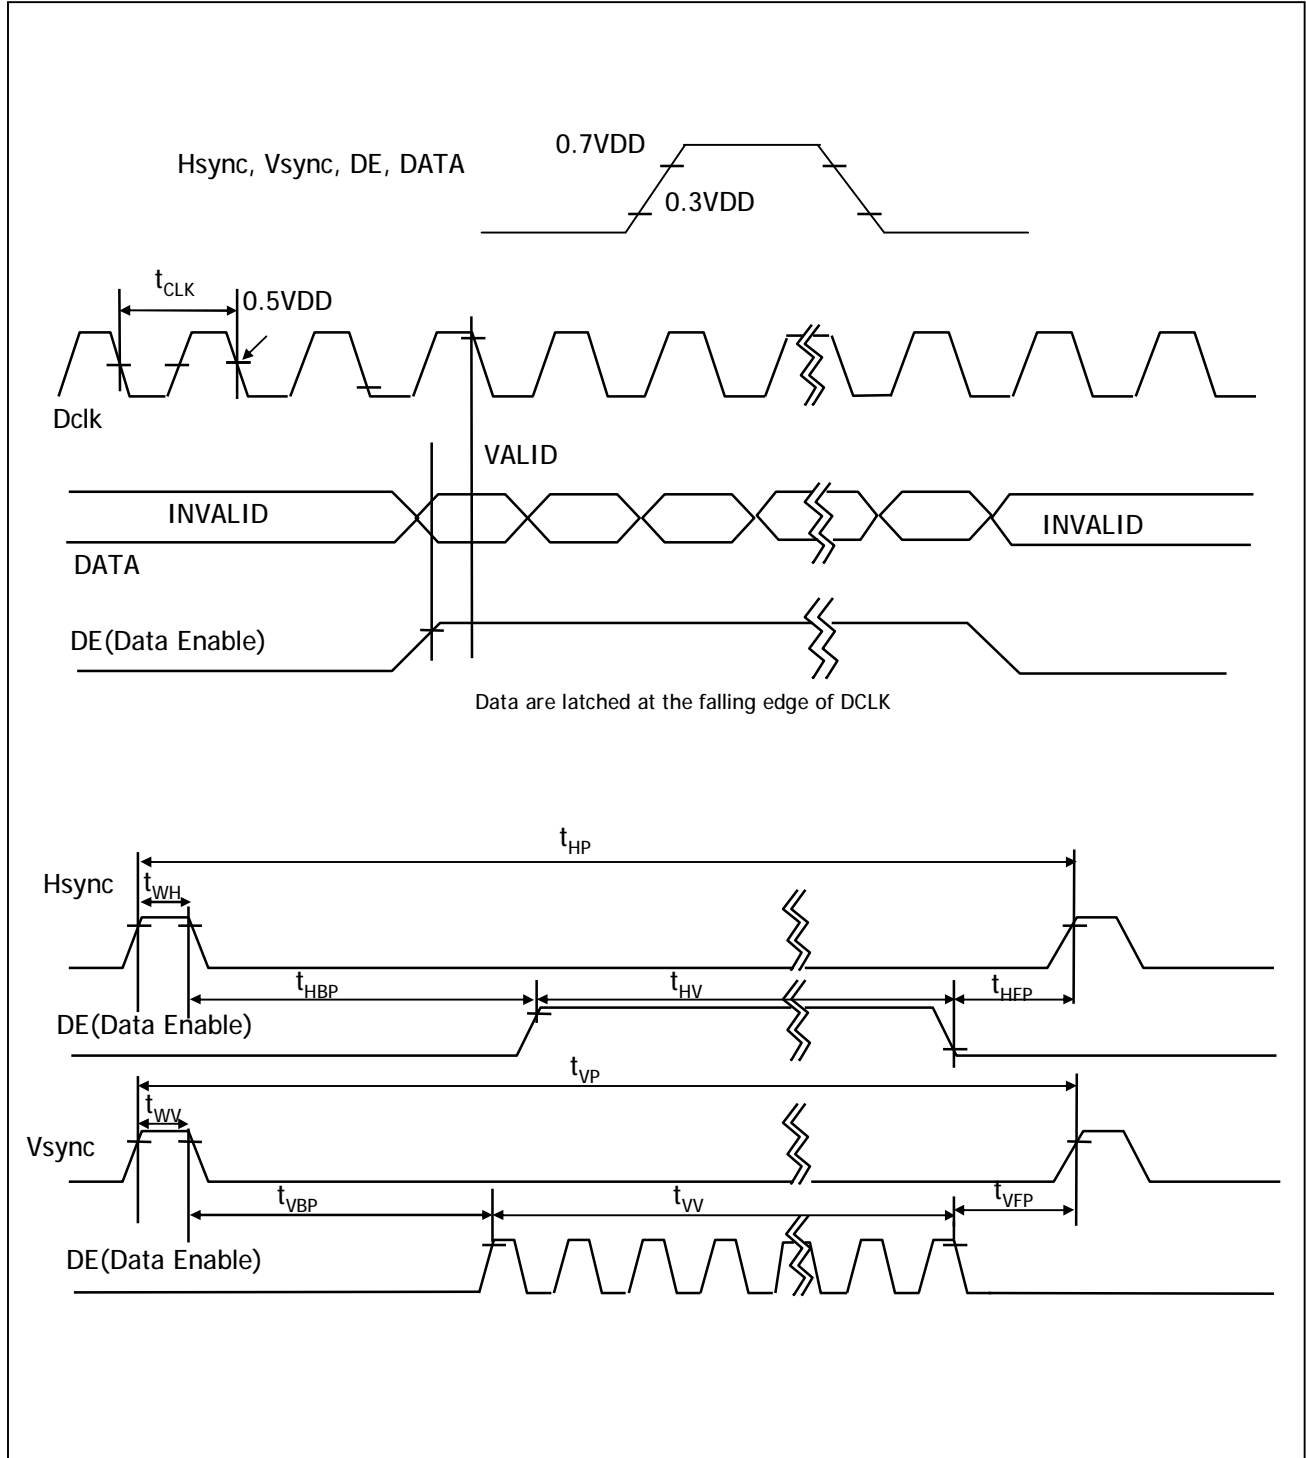 0.7VDD
Hsync, Vsync, DE, DATA
0.3VDD
tCLK
0.5VDD
Dclk
VALID
INVALID
INVALID
DATA
DE(Data Enable)
Data are latched at the falling edge of DCLK
tHP
Hsync
tWH
tHBP
tHV
tHFP
DE(Data Enable)
tVP
tWV
Vsync
tVBP
tVV
tVFP
DE(Data Enable)